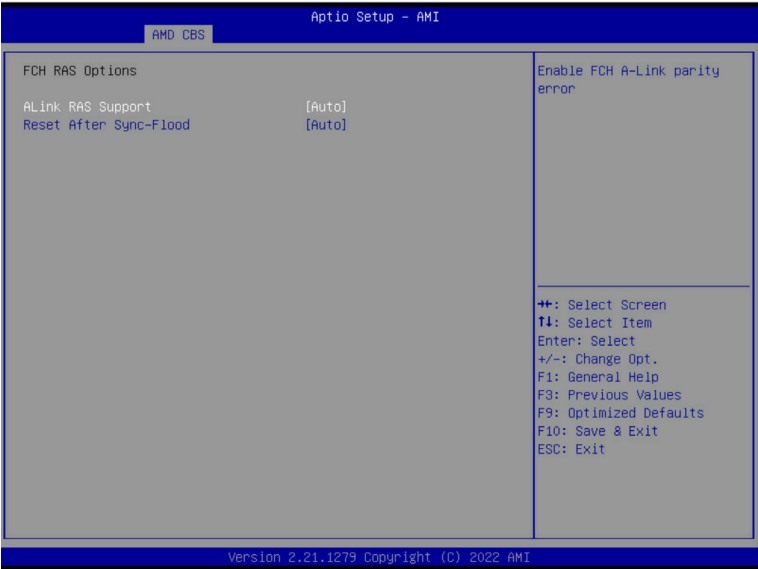 Aptio Setup - AMI
AMD CBS
FCH RAS Options
ALink RAS Support [Auto]
Reset After Sync-Flood [Auto]
Enable FCH A-Link parity
error
→←: Select Screen
↑↓: Select Item
Enter: Select
+/-: Change Opt.
F1: General Help
F3: Previous Values
F9: Optimized Defaults
F10: Save & Exit
ESC: Exit
Version 2.21.1279 Copyright (C) 2022 AMI